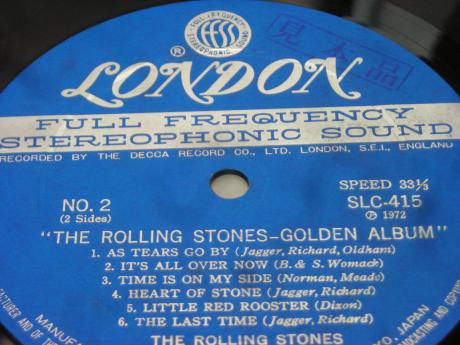 FULL FREQUENCY
ffss
STEREOPHONIC SOUND
見本品
®
LONDON
FULL FREQUENCY
STEREOPHONIC SOUND
RECORDED BY THE DECCA RECORD CO., LTD. LONDON, S.E.I., ENGLAND
NO. 2
(2 Sides)
SPEED 33⅓
SLC-415
Ⓟ 1972
"THE ROLLING STONES-GOLDEN ALBUM"
1. AS TEARS GO BY (Jagger, Richard, Oldham)
2. IT'S ALL OVER NOW (B. & S. Womack)
3. TIME IS ON MY SIDE (Norman, Meade)
4. HEART OF STONE (Jagger, Richard)
5. LITTLE RED ROOSTER (Dixon)
6. THE LAST TIME (Jagger, Richard)
THE ROLLING STONES